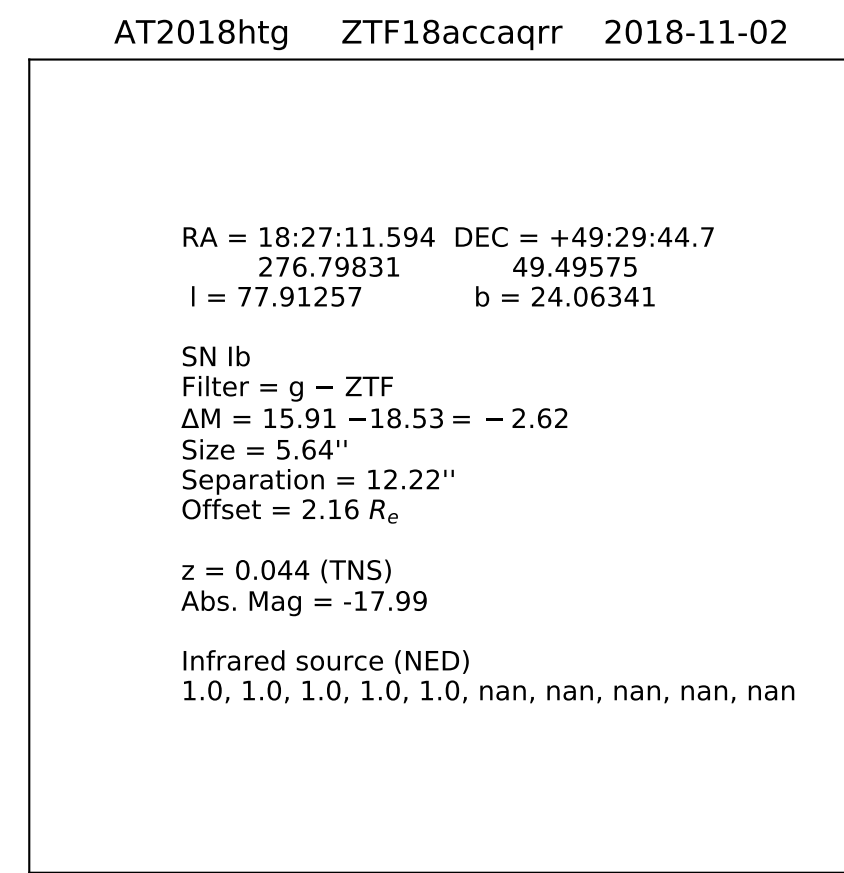 AT2018htg ZTF18accaqrr 2018-11-02
RA = 18:27:11.594 DEC = +49:29:44.7
276.79831 49.49575
l = 77.91257 b = 24.06341
SN Ib
Filter = g − ZTF
ΔM = 15.91 −18.53 = − 2.62
Size = 5.64''
Separation = 12.22''
Offset = 2.16 Re
z = 0.044 (TNS)
Abs. Mag = -17.99
Infrared source (NED)
1.0, 1.0, 1.0, 1.0, 1.0, nan, nan, nan, nan, nan